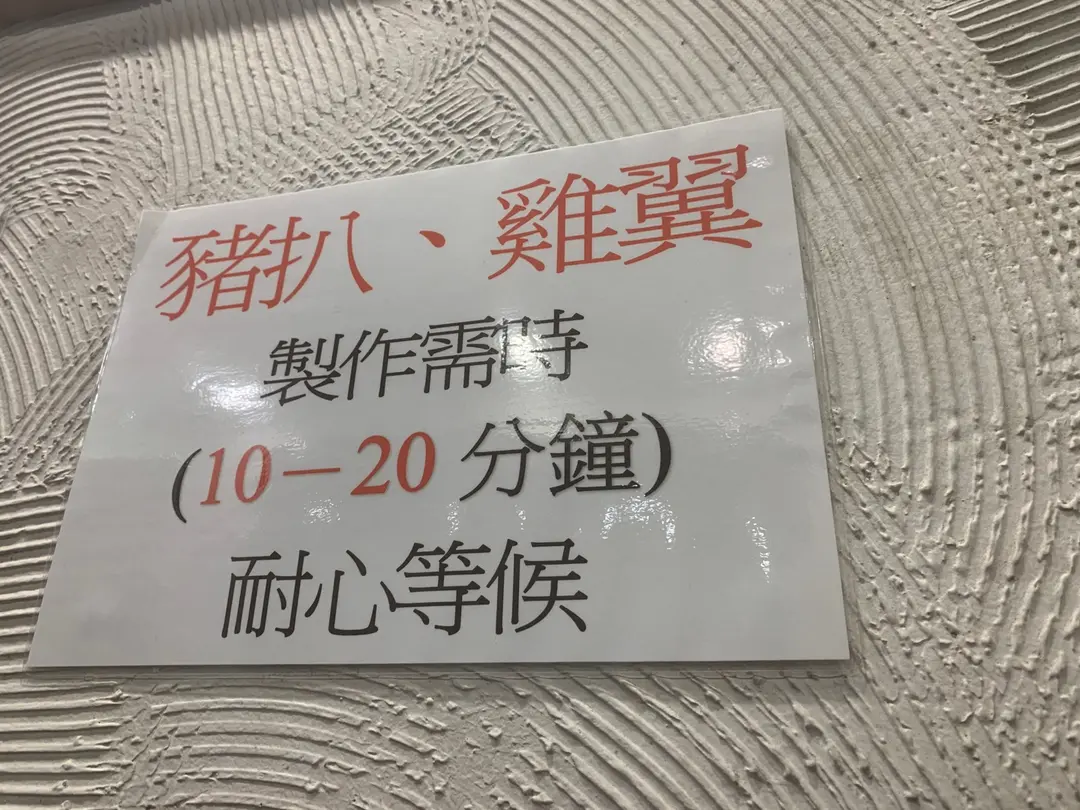 豬扒、雞翼
製作需時
(10－20 分鐘)
耐心等候